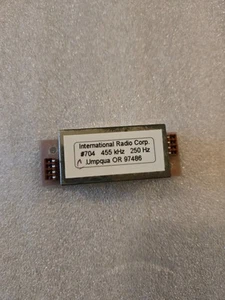 International Radio Corp.
#704 455 kHz 250 Hz
Umpqua OR 97486